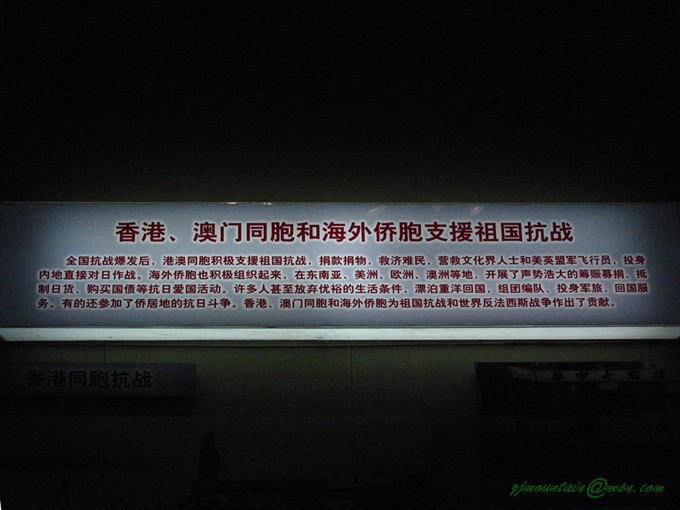 香港、澳门同胞和海外侨胞支援祖国抗战
全国抗战爆发后，港澳同胞积极支援祖国抗战，捐款捐物，救济难民，营救文化界人士和美英盟军飞行员，投身
内地直接对日作战。海外侨胞也积极组织起来，在东南亚、美洲、欧洲、澳洲等地，开展了声势浩大的筹赈募捐、抵
制日货、购买国债等抗日爱国活动。许多人甚至放弃优裕的生活条件，漂泊重洋回国，组团编队，投身军旅，回国服
务。有的还参加了侨居地的抗日斗争。香港、澳门同胞和海外侨胞为祖国抗战和世界反法西斯战争作出了贡献。
香港同胞抗战
yjmountain@msn.com